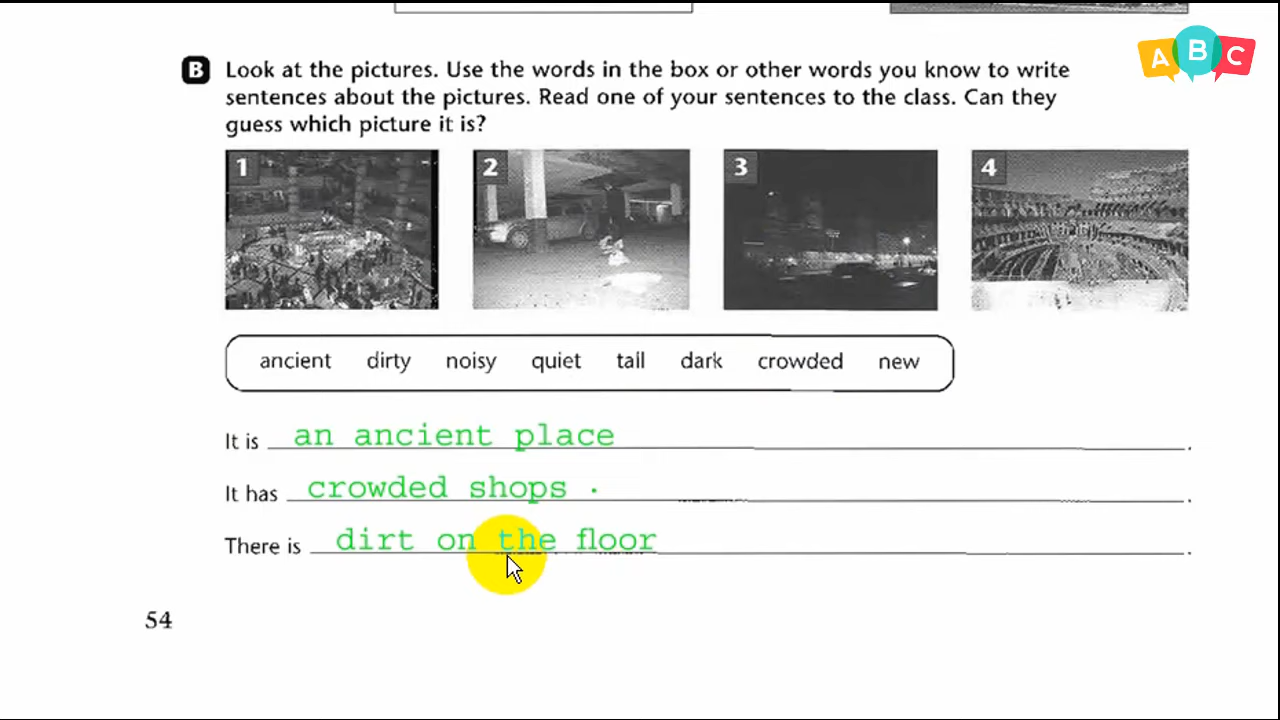 A B C
B Look at the pictures. Use the words in the box or other words you know to write
sentences about the pictures. Read one of your sentences to the class. Can they
guess which picture it is?
1 2 3 4
ancient dirty noisy quiet tall dark crowded new
It is an ancient place .
It has crowded shops . .
There is dirt on the floor .
54